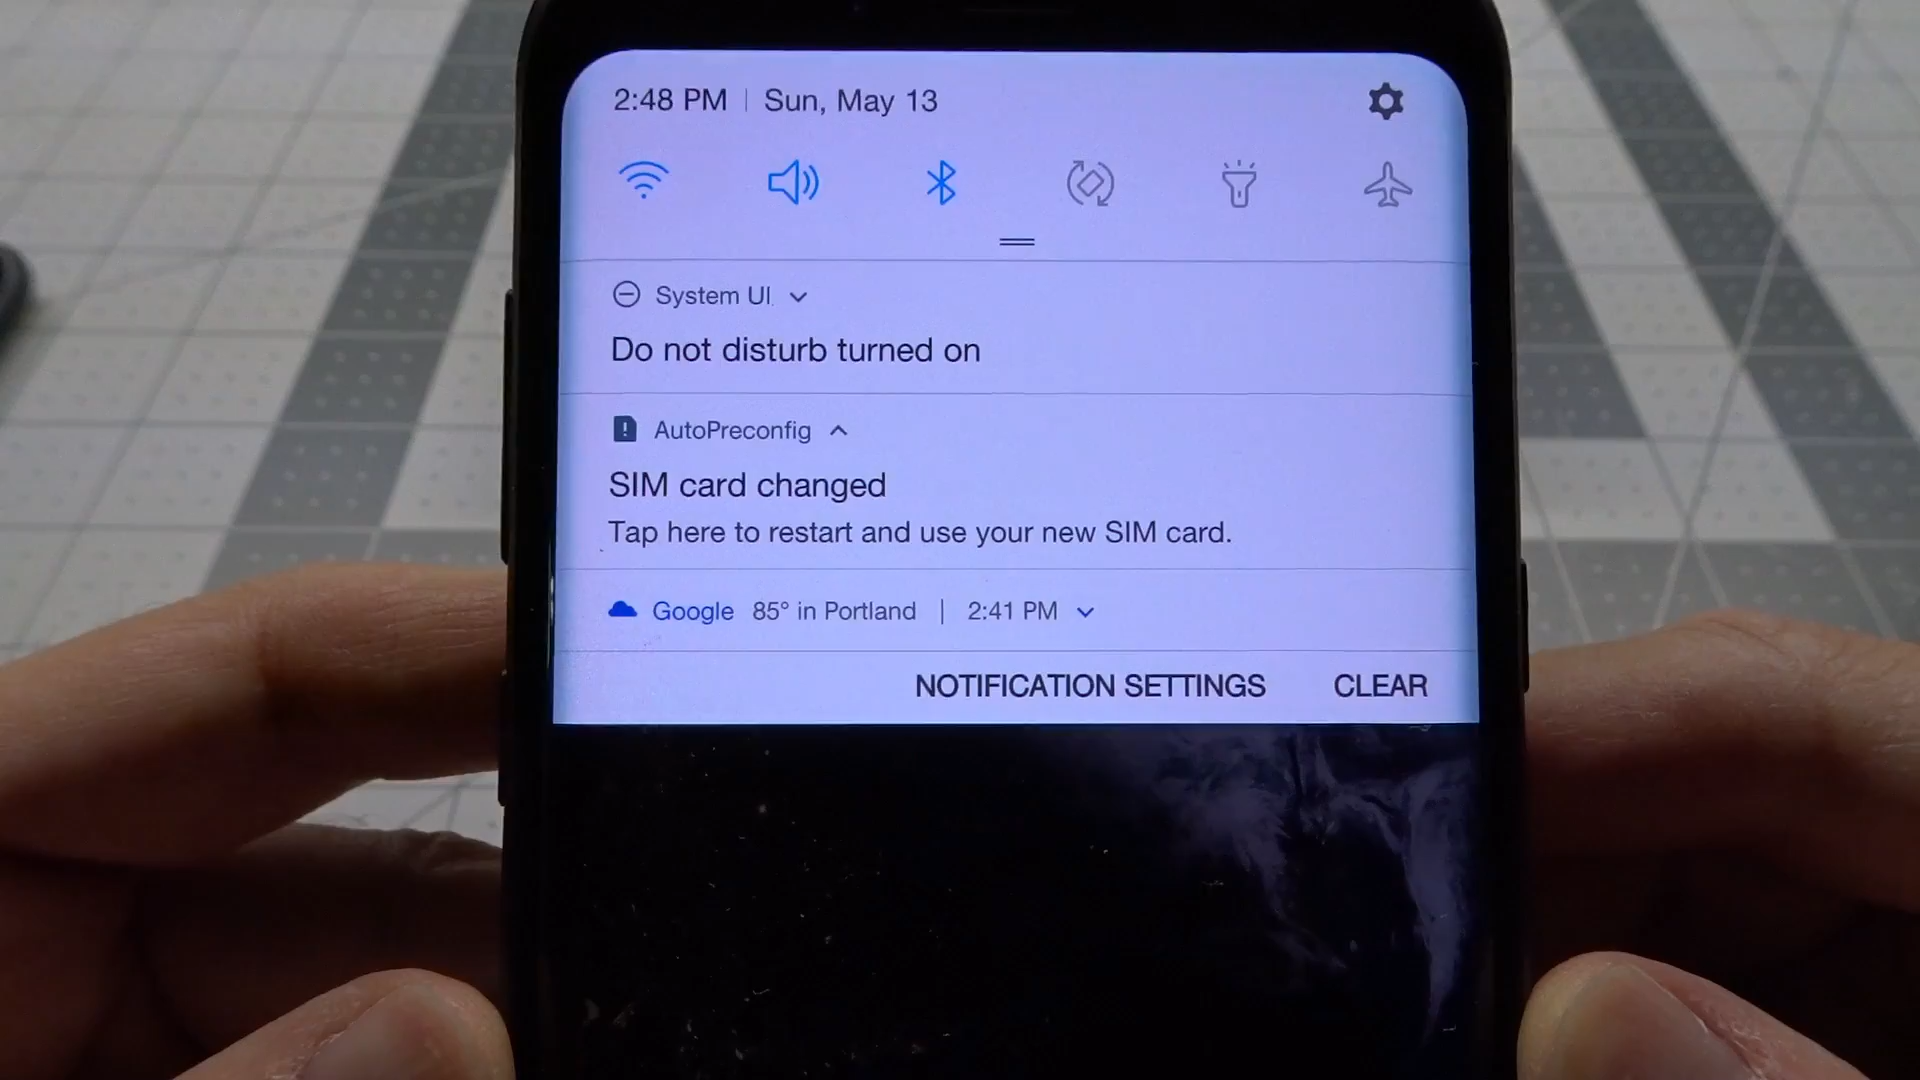 2:48 PM | Sun, May 13
System UI
Do not disturb turned on
AutoPreconfig
SIM card changed
Tap here to restart and use your new SIM card.
Google 85° in Portland | 2:41 PM
NOTIFICATION SETTINGS CLEAR